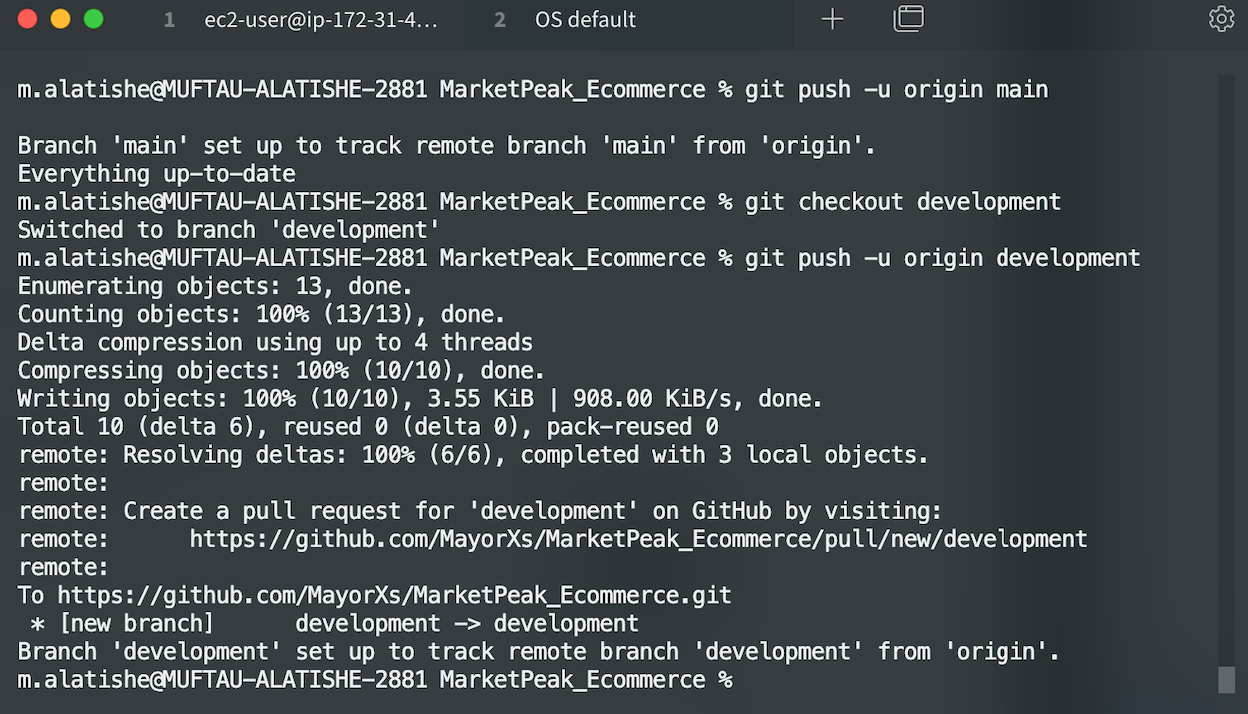 1 ec2-user@ip-172-31-4... 2 OS default
m.alatishe@MUFTAU-ALATISHE-2881 MarketPeak_Ecommerce % git push -u origin main
Branch 'main' set up to track remote branch 'main' from 'origin'.
Everything up-to-date
m.alatishe@MUFTAU-ALATISHE-2881 MarketPeak_Ecommerce % git checkout development
Switched to branch 'development'
m.alatishe@MUFTAU-ALATISHE-2881 MarketPeak_Ecommerce % git push -u origin development
Enumerating objects: 13, done.
Counting objects: 100% (13/13), done.
Delta compression using up to 4 threads
Compressing objects: 100% (10/10), done.
Writing objects: 100% (10/10), 3.55 KiB | 908.00 KiB/s, done.
Total 10 (delta 6), reused 0 (delta 0), pack-reused 0
remote: Resolving deltas: 100% (6/6), completed with 3 local objects.
remote:
remote: Create a pull request for 'development' on GitHub by visiting:
remote:      https://github.com/MayorXs/MarketPeak_Ecommerce/pull/new/development
remote:
To https://github.com/MayorXs/MarketPeak_Ecommerce.git
 * [new branch]      development -> development
Branch 'development' set up to track remote branch 'development' from 'origin'.
m.alatishe@MUFTAU-ALATISHE-2881 MarketPeak_Ecommerce %